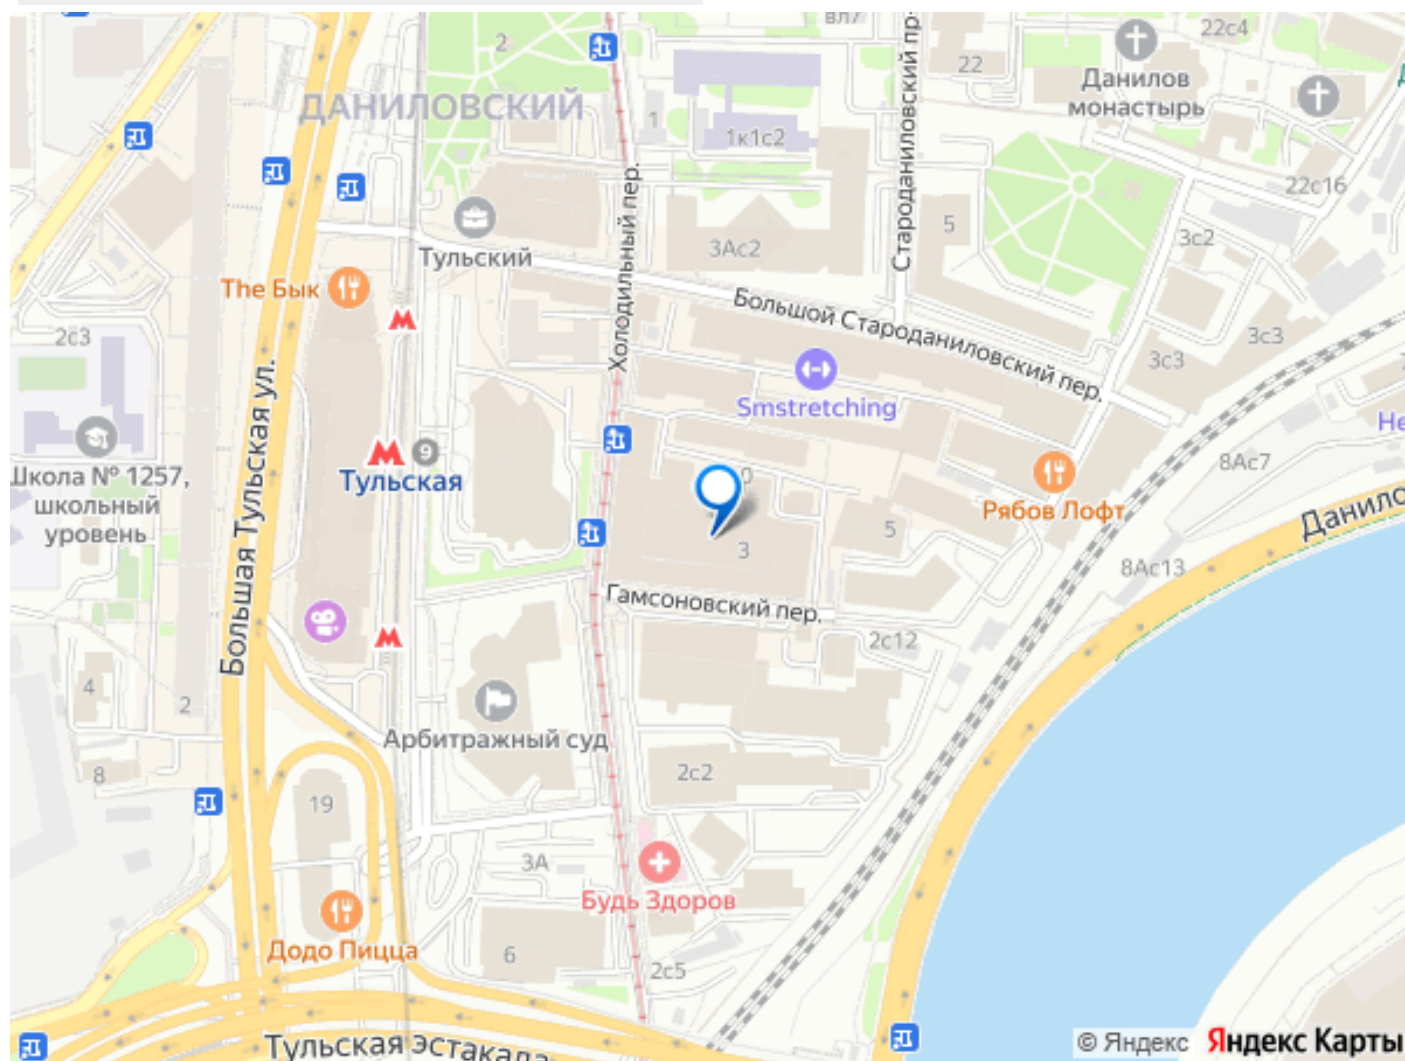 2
вл7
22с4
22
Данилов
монастырь
ДАНИЛОВСКИЙ
1
1к1с2
Холодильный пер.
Староданиловский пр-
22с16
5
3с2
Тульский
3Ас2
The Бык
Большой Староданиловский пер.
2с3
3с3
3с3
Smstretching
Школа № 1257,
школьный
уровень
9
Тульская
Большая Тульская ул.
0
Не
8Ас7
Рябов Лофт
Данило
5
3
8Ас13
Гамсоновский пер.
2с12
4
2
Арбитражный суд
8
2с2
19
3А
Будь Здоров
Додо Пицца
6
2с5
Тульская эстакада
© Яндекс Яндекс Карты